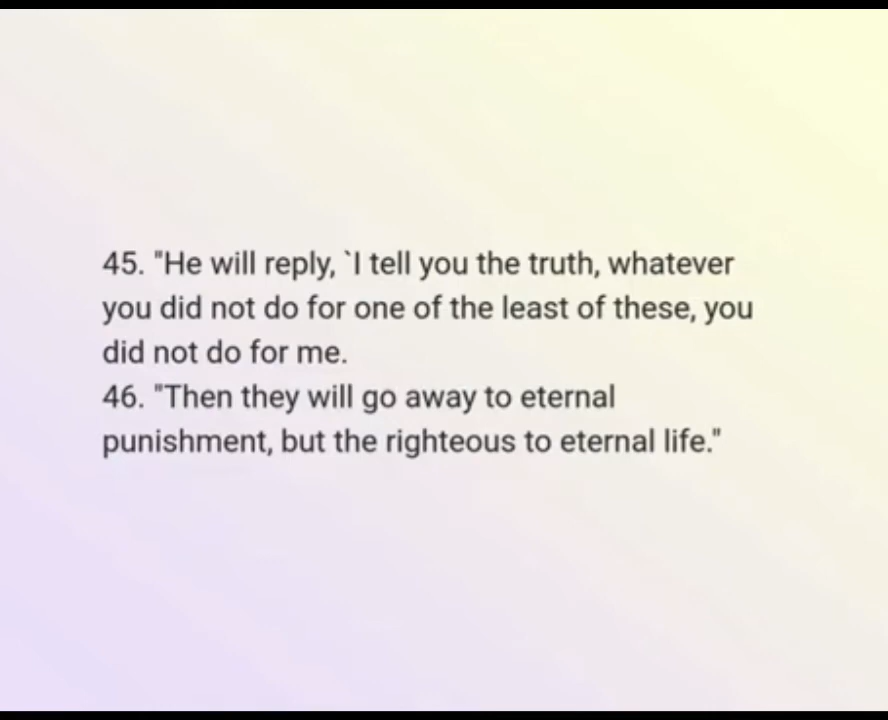 45. "He will reply, `I tell you the truth, whatever
you did not do for one of the least of these, you
did not do for me.
46. "Then they will go away to eternal
punishment, but the righteous to eternal life."